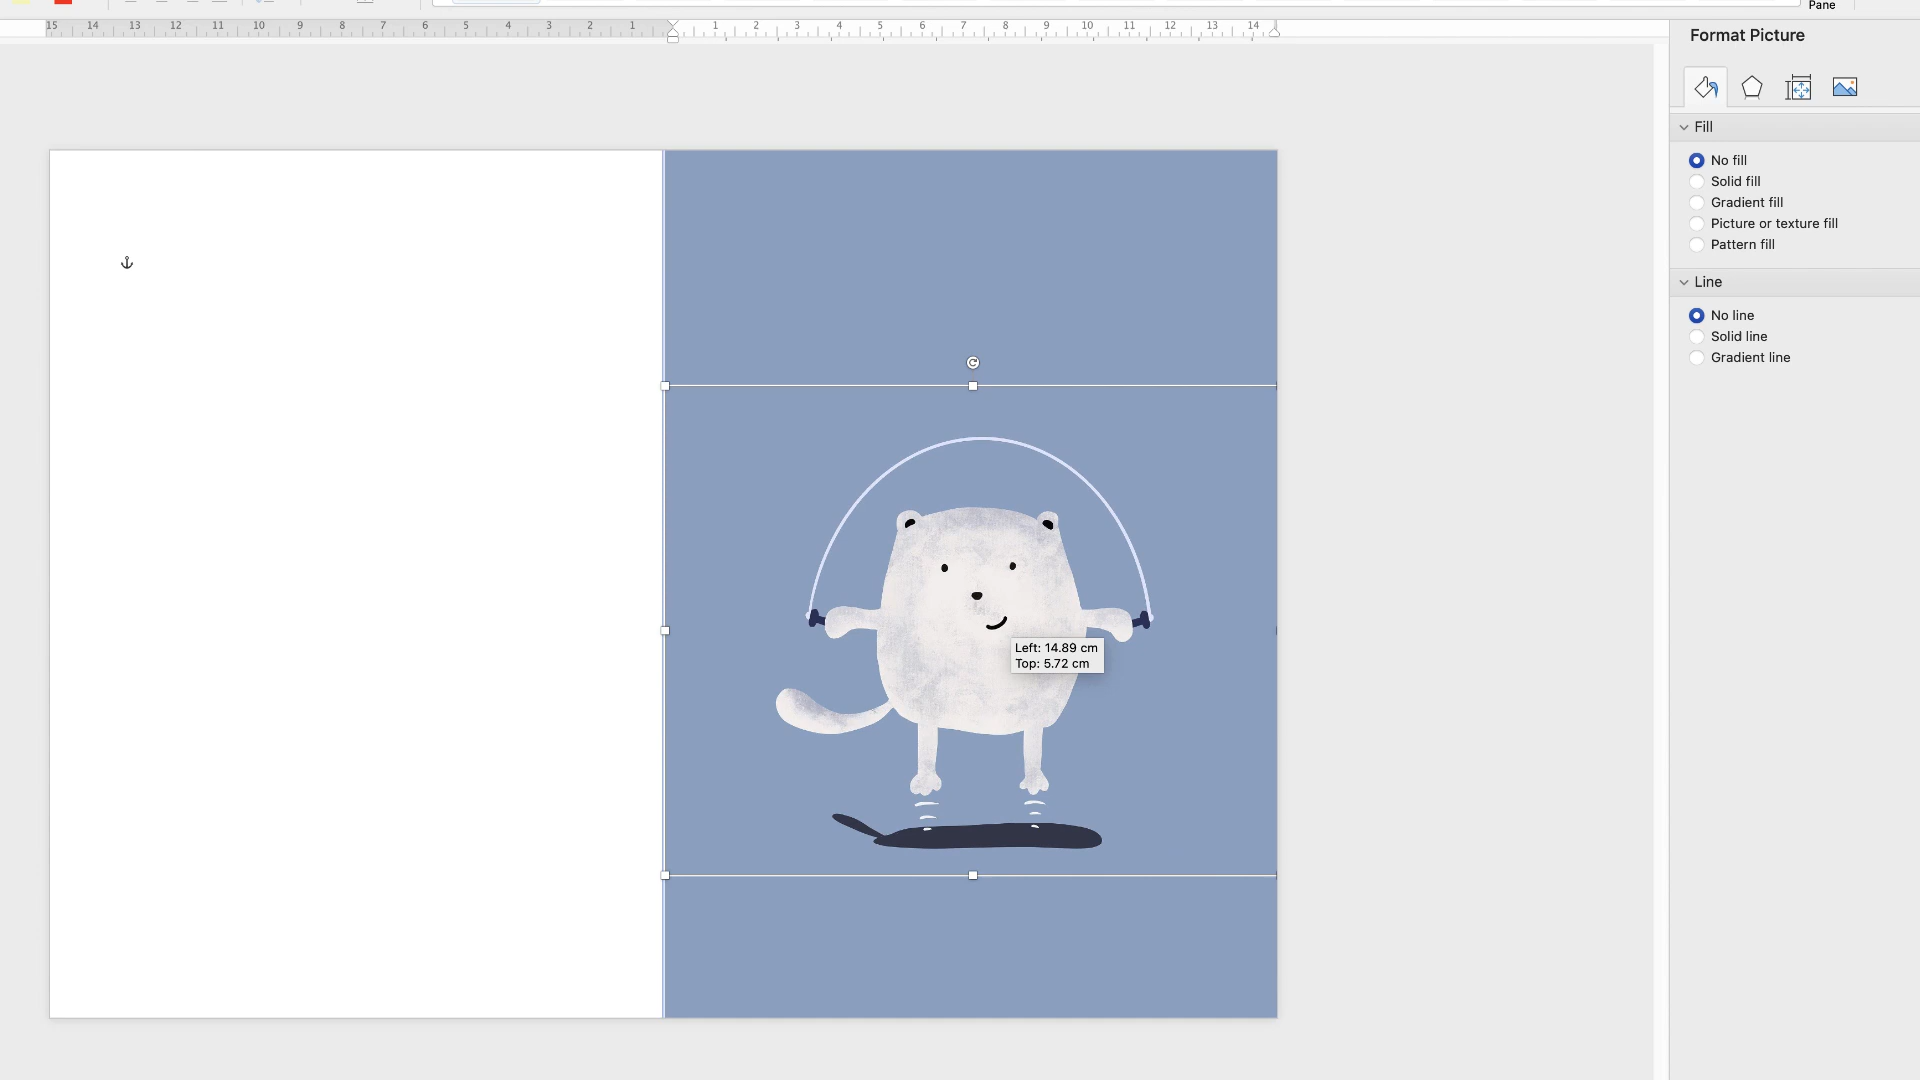 Pane
15 14 13 12 11 10 9 8 7 6 5 4 3 2 1 1 2 3 4 5 6 7 8 9 10 11 12 13 14
Format Picture
Fill
No fill
Solid fill
Gradient fill
Picture or texture fill
Pattern fill
Line
No line
Solid line
Gradient line
Left: 14.89 cm
Top: 5.72 cm